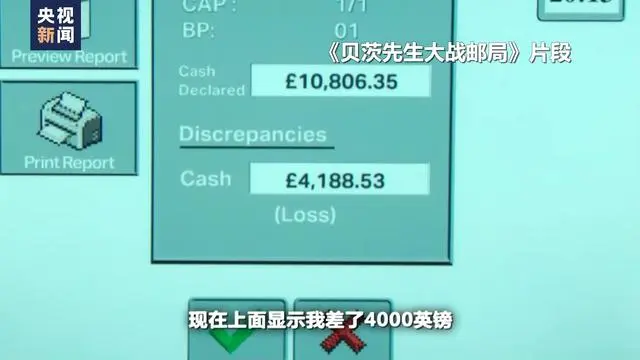 央视
新闻
CAP: 1/1
BP: 01
《贝茨先生大战邮局》片段
Preview Report
Cash
Declared
£10,806.35
Print Report
Discrepancies
Cash
£4,188.53
(Loss)
现在上面显示我差了4000英镑